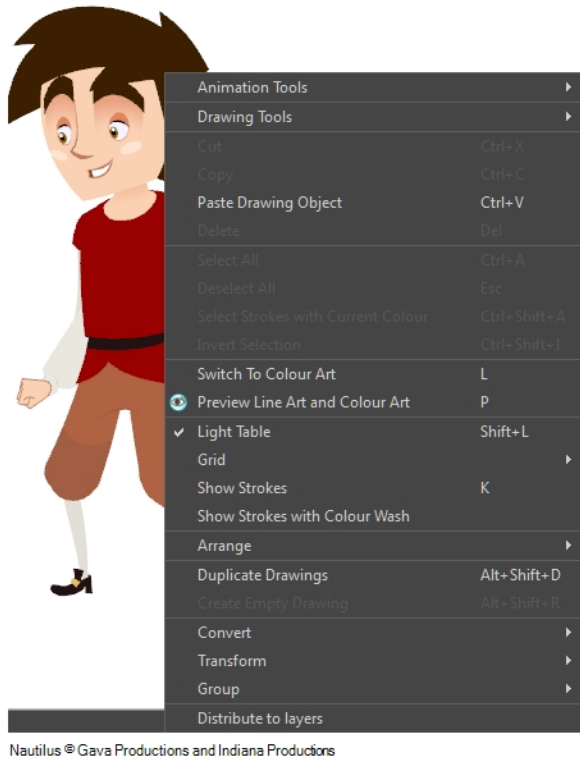 Animation Tools
Drawing Tools
Cut Ctrl+X
Copy Ctrl+C
Paste Drawing Object Ctrl+V
Delete Del
Select All Ctrl+A
Deselect All Esc
Select Strokes with Current Colour Ctrl+Shift+A
Invert Selection Ctrl+Shift+I
Switch To Colour Art L
Preview Line Art and Colour Art P
Light Table Shift+L
Grid
Show Strokes K
Show Strokes with Colour Wash
Arrange
Duplicate Drawings Alt+Shift+D
Create Empty Drawing Alt+Shift+R
Convert
Transform
Group
Distribute to layers
Nautilus © Gava Productions and Indiana Productions